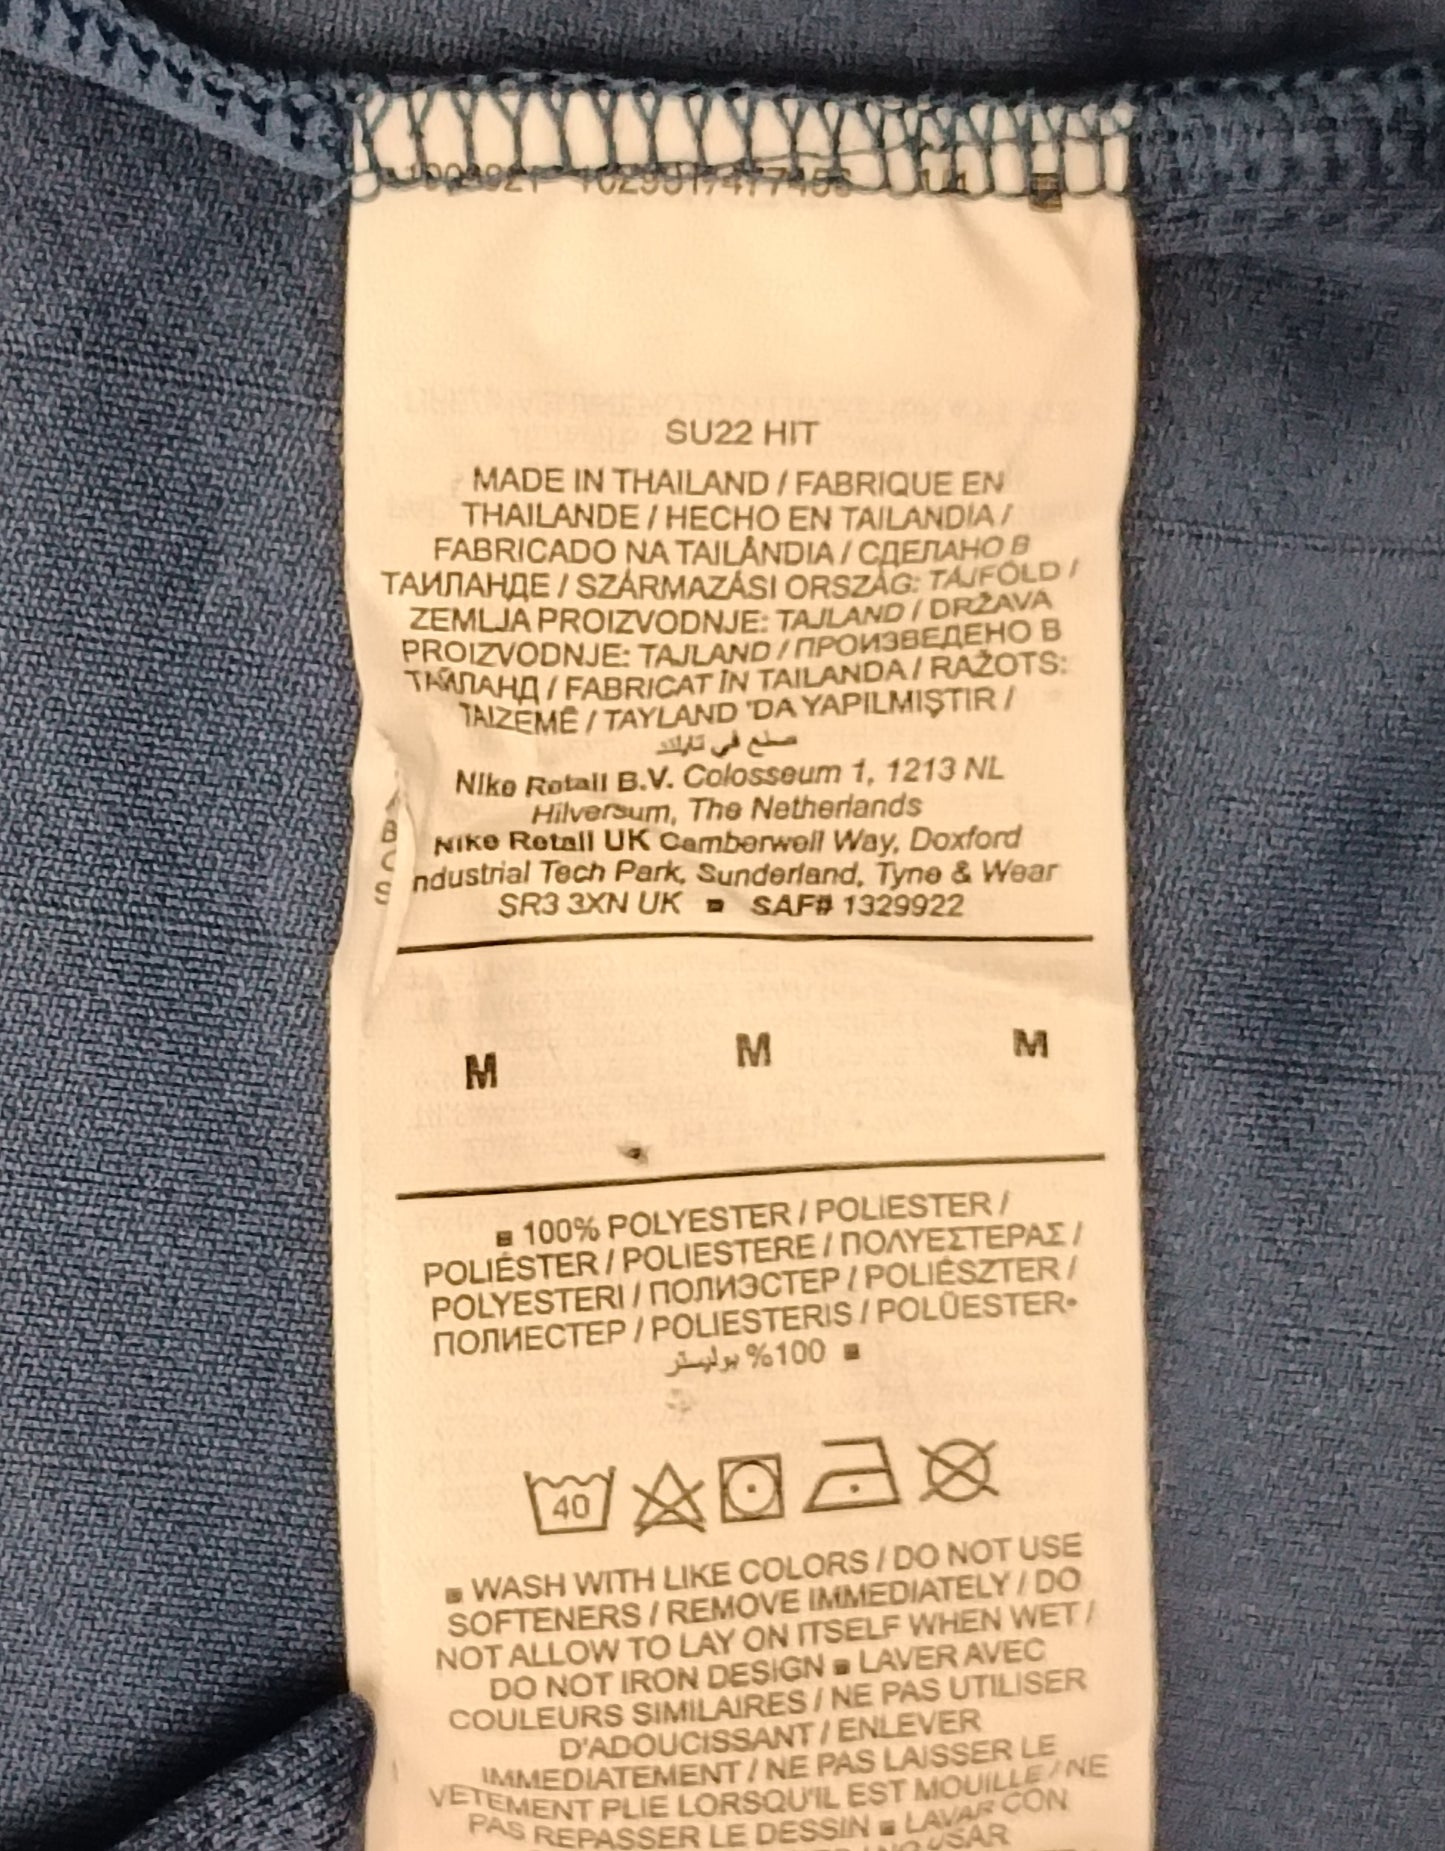 SU22 HIT
MADE IN THAILAND / FABRIQUE EN
THAILANDE / HECHO EN TAILANDIA /
FABRICADO NA TAILÂNDIA / СДЕЛАНО В
ТАИЛАНДЕ / SZÁRMAZÁSI ORSZÁG: TÁJFÖLD /
ZEMLJA PROIZVODNJE: TAJLAND / DRŽAVA
PROIZVODNJE: TAJLAND / ПРОИЗВЕДЕНО В
ТАЙЛАНД / FABRICAT ÎN TAILANDA / RAŽOTS:
TAIZEMĒ / TAYLAND 'DA YAPILMIŞTIR /
صنع في
Nike Retail B.V. Colosseum 1, 1213 NL
Hilversum, The Netherlands
Nike Retail UK Camberwell Way, Doxford
ndustrial Tech Park, Sunderland, Tyne & Wear
SR3 3XN UK ■ SAF# 1329922
B
C
S
M M M
■ 100% POLYESTER / POLIESTER /
POLIÉSTER / POLIESTERE / ΠΟΛΥΕΣΤΕΡΑΣ /
POLYESTERI / ПОЛИЭСТЕР / POLIÉSZTER /
ПОЛИЕСТЕР / POLIESTERIS / POLÜESTER•
100% بوليستر ■
40
■ WASH WITH LIKE COLORS / DO NOT USE
SOFTENERS / REMOVE IMMEDIATELY / DO
NOT ALLOW TO LAY ON ITSELF WHEN WET /
DO NOT IRON DESIGN ■ LAVER AVEC
COULEURS SIMILAIRES / NE PAS UTILISER
D'ADOUCISSANT / ENLEVER
IMMEDIATEMENT / NE PAS LAISSER LE
VETEMENT PLIE LORSQU'IL EST MOUILLE / NE
PAS REPASSER LE DESSIN ■ LAVAR CON
/ NO USAR